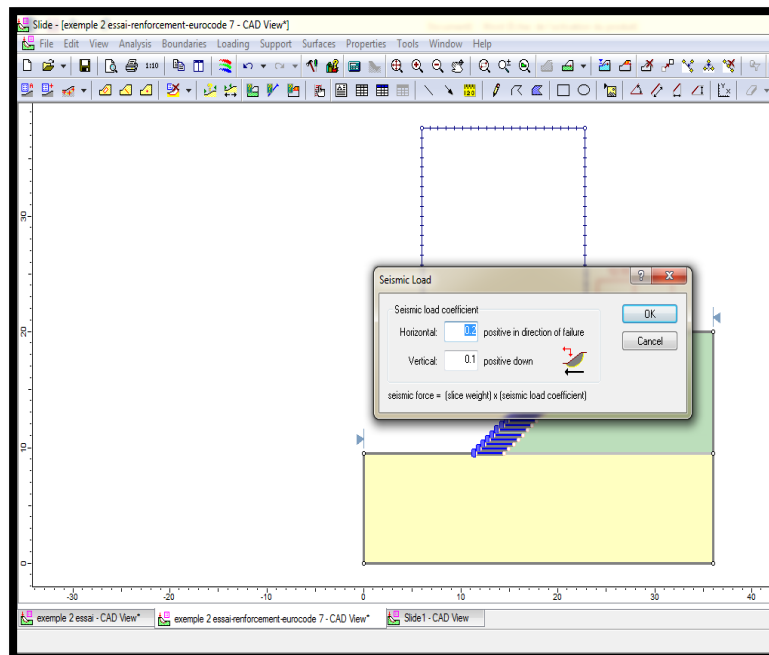 Slide - [exemple 2 essai-renforcement-eurocode 7 - CAD View*]
File Edit View Analysis Boundaries Loading Support Surfaces Properties Tools Window Help
1:10
30
20
10
0
Seismic Load
Seismic load coefficient
Horizontal: 0.2 positive in direction of failure
Vertical: 0.1 positive down
seismic force = (slice weight) x (seismic load coefficient)
OK
Cancel
-30 -20 -10 0 10 20 30 40
exemple 2 essai - CAD View* exemple 2 essai-renforcement-eurocode 7 - CAD View* Slide1 - CAD View